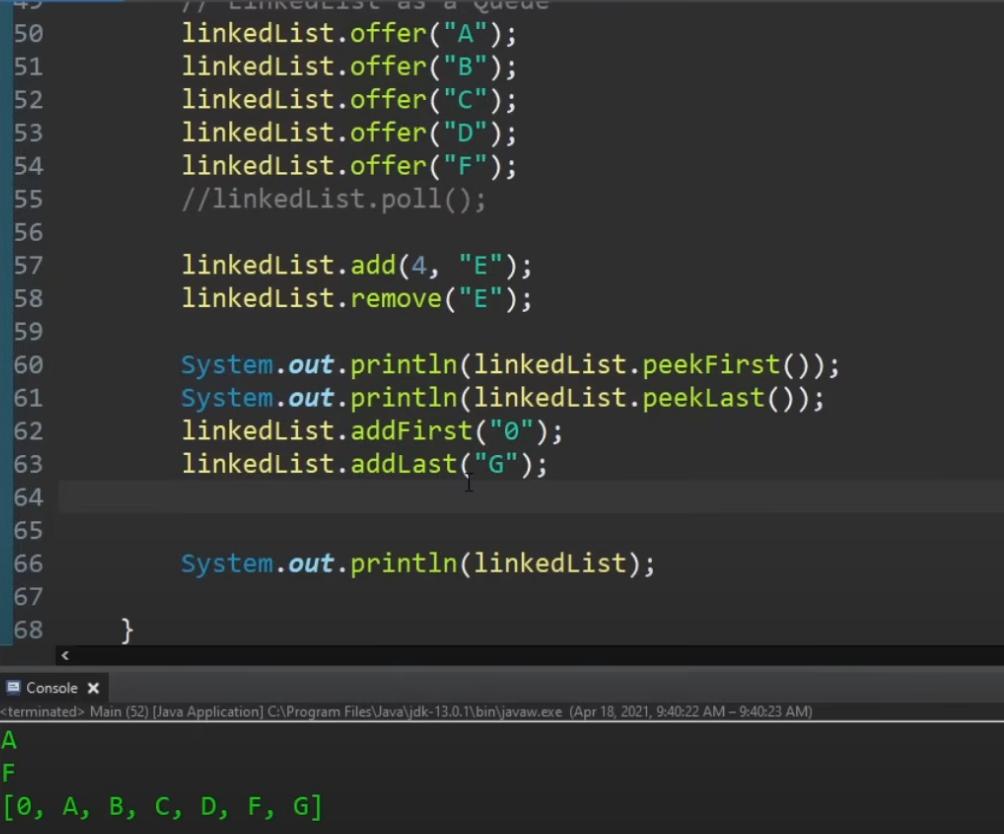 49 // LinkedList as a Queue
50 linkedList.offer("A");
51 linkedList.offer("B");
52 linkedList.offer("C");
53 linkedList.offer("D");
54 linkedList.offer("F");
55 //linkedList.poll();
56
57 linkedList.add(4, "E");
58 linkedList.remove("E");
59
60 System.out.println(linkedList.peekFirst());
61 System.out.println(linkedList.peekLast());
62 linkedList.addFirst("0");
63 linkedList.addLast("G");
64
65
66 System.out.println(linkedList);
67
68 }
Console
<terminated> Main (52) [Java Application] C:\Program Files\Java\jdk-13.0.1\bin\javaw.exe (Apr 18, 2021, 9:40:22 AM – 9:40:23 AM)
A
F
[0, A, B, C, D, F, G]